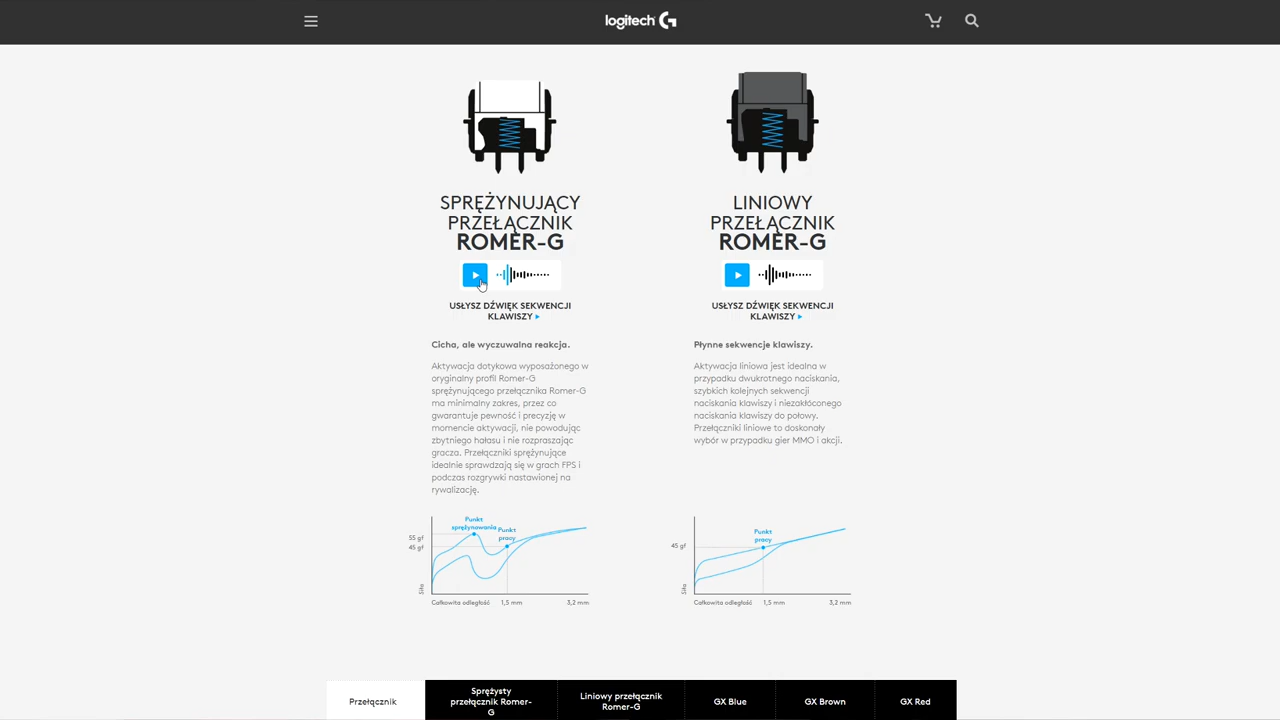 logitech G
SPRĘŻYNUJĄCY
PRZEŁĄCZNIK
ROMER-G
USŁYSZ DŹWIĘK SEKWENCJI
KLAWISZY
Cicha, ale wyczuwalna reakcja.
Aktywacja dotykowa wyposażonego w
oryginalny profil Romer-G
sprężynującego przełącznika Romer-G
ma minimalny zakres, przez co
gwarantuje pewność i precyzję w
momencie aktywacji, nie powodując
zbytniego hałasu i nie rozpraszając
gracza. Przełączniki sprężynujące
idealnie sprawdzają się w grach FPS i
podczas rozgrywki nastawionej na
rywalizację.
Punkt
sprężynowania
Punkt
pracy
55 gf
45 gf
Siła
Całkowita odległość 1,5 mm 3,2 mm
LINIOWY
PRZEŁĄCZNIK
ROMER-G
USŁYSZ DŹWIĘK SEKWENCJI
KLAWISZY
Płynne sekwencje klawiszy.
Aktywacja liniowa jest idealna w
przypadku dwukrotnego naciskania,
szybkich kolejnych sekwencji
naciskania klawiszy i niezakłóconego
naciskania klawiszy do połowy.
Przełączniki liniowe to doskonały
wybór w przypadku gier MMO i akcji.
Punkt
pracy
45 gf
Siła
Całkowita odległość 1,5 mm 3,2 mm
Przełącznik
Sprężysty
przełącznik Romer-
G
Liniowy przełącznik
Romer-G
GX Blue
GX Brown
GX Red